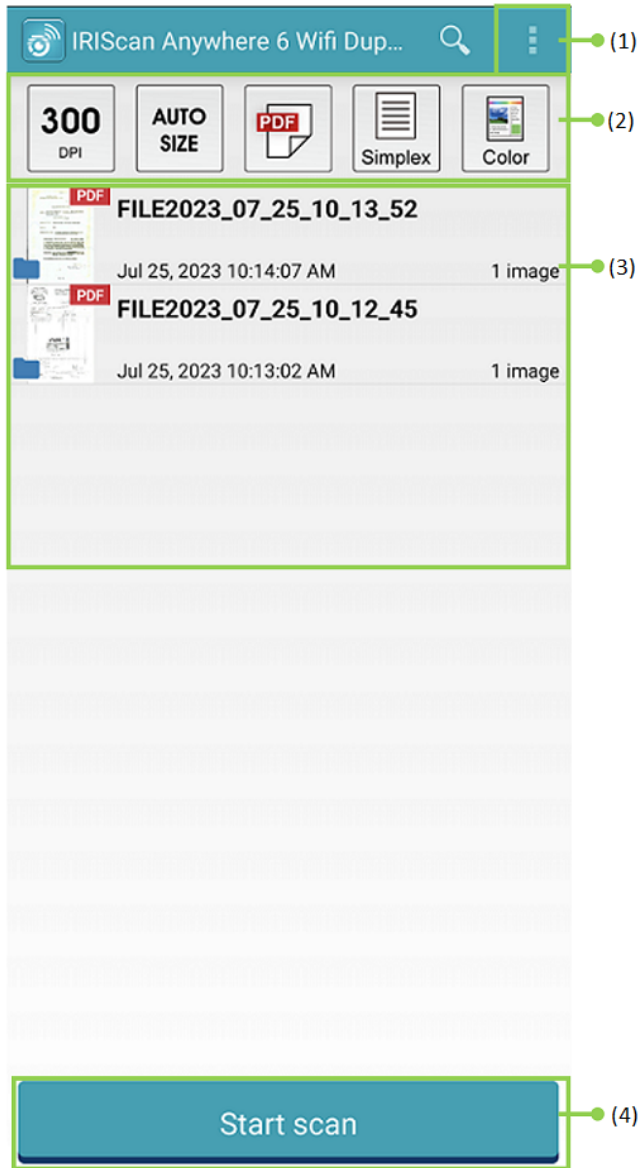 IRIScan Anywhere 6 Wifi Dup...
(1)
300
DPI
AUTO
SIZE
PDF
Simplex
Color
(2)
PDF
FILE2023_07_25_10_13_52
Jul 25, 2023 10:14:07 AM 1 image
(3)
PDF
FILE2023_07_25_10_12_45
Jul 25, 2023 10:13:02 AM 1 image
Start scan
(4)